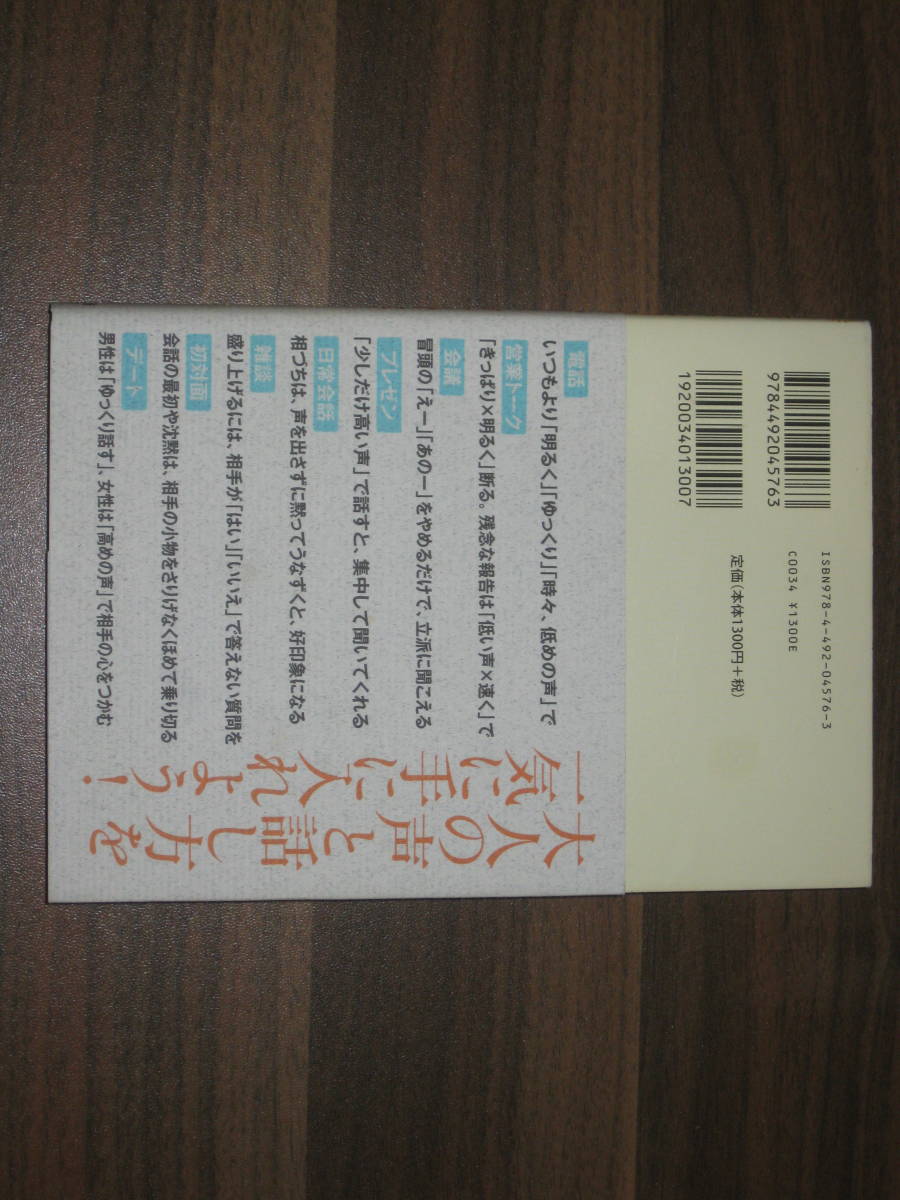 9784492045763
1920034013007
ISBN978-4-492-04576-3
C0034 ¥1300E
定価(本体1300円+税)
大人の声と話し方を
一気に手に入れよう!
電話
いつもより「明るく」「ゆっくり」「時々、低めの声」で
営業トーク
「きっぱり×明るく」断る。残念な報告は「低い声×速く」で
会議
冒頭の「えー」「あのー」をやめるだけで、立派に聞こえる
プレゼン
「少しだけ高い声」で話すと、集中して聞いてくれる
日常会話
相づちは、声を出さずに黙ってうなずくと、好印象になる
雑談
盛り上げるには、相手が「はい」「いいえ」で答えない質問を
初対面
会話の最初や沈黙は、相手の小物をさりげなくほめて乗り切る
デート
男性は「ゆっくり話す」、女性は「高めの声」で相手の心をつかむ